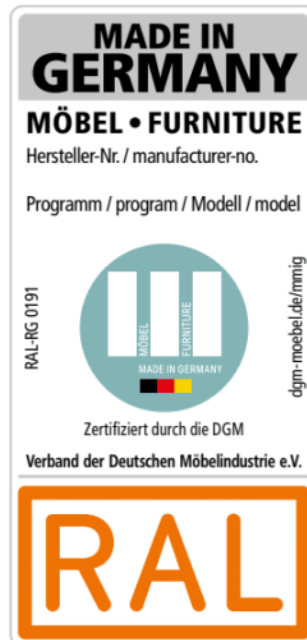 MADE IN
GERMANY
MÖBEL • FURNITURE
Hersteller-Nr. / manufacturer-no.
Programm / program / Modell / model
RAL-RG 0191
MÖBEL
FURNITURE
MADE IN GERMANY
dgm-moebel.de/mmig
Zertifiziert durch die DGM
Verband der Deutschen Möbelindustrie e.V.
RAL